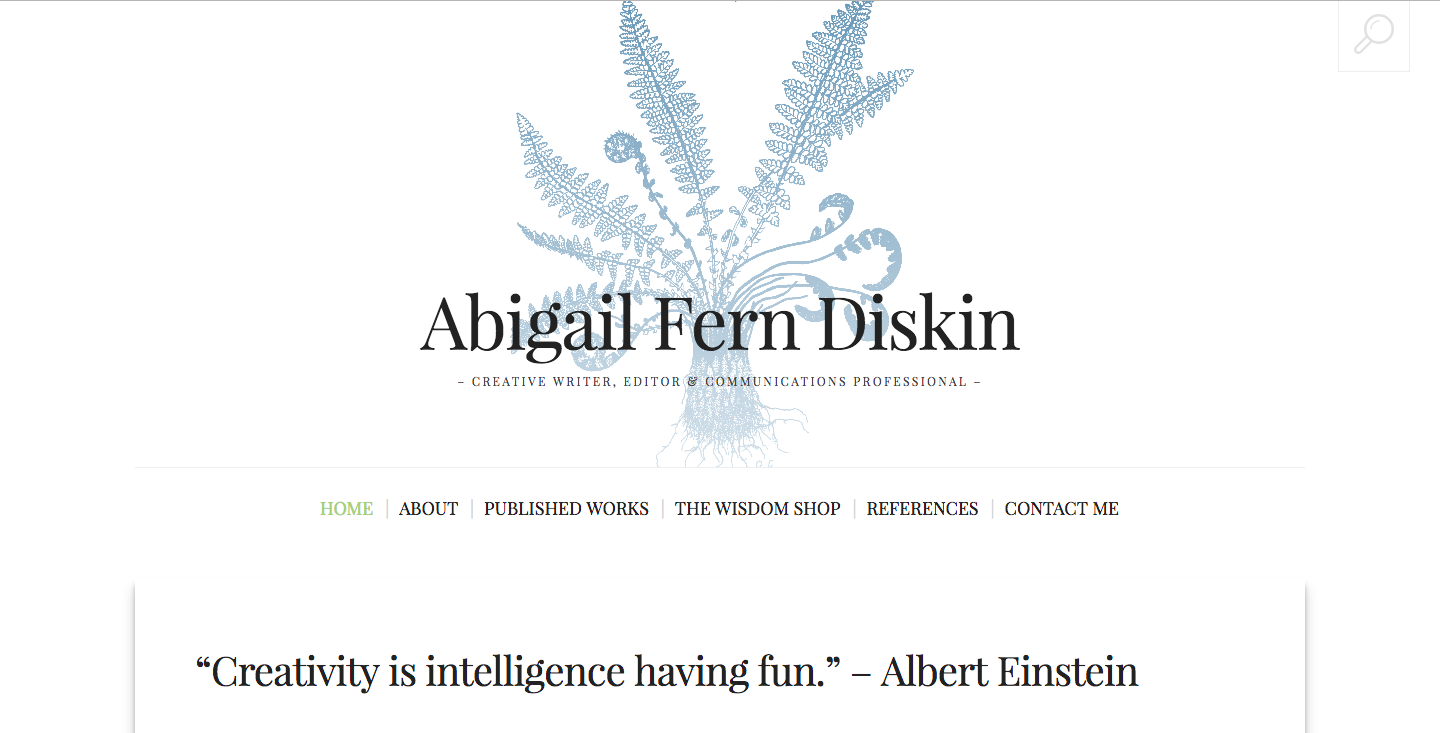 Abigail Fern Diskin
– CREATIVE WRITER, EDITOR & COMMUNICATIONS PROFESSIONAL –
HOME | ABOUT | PUBLISHED WORKS | THE WISDOM SHOP | REFERENCES | CONTACT ME
“Creativity is intelligence having fun.” – Albert Einstein